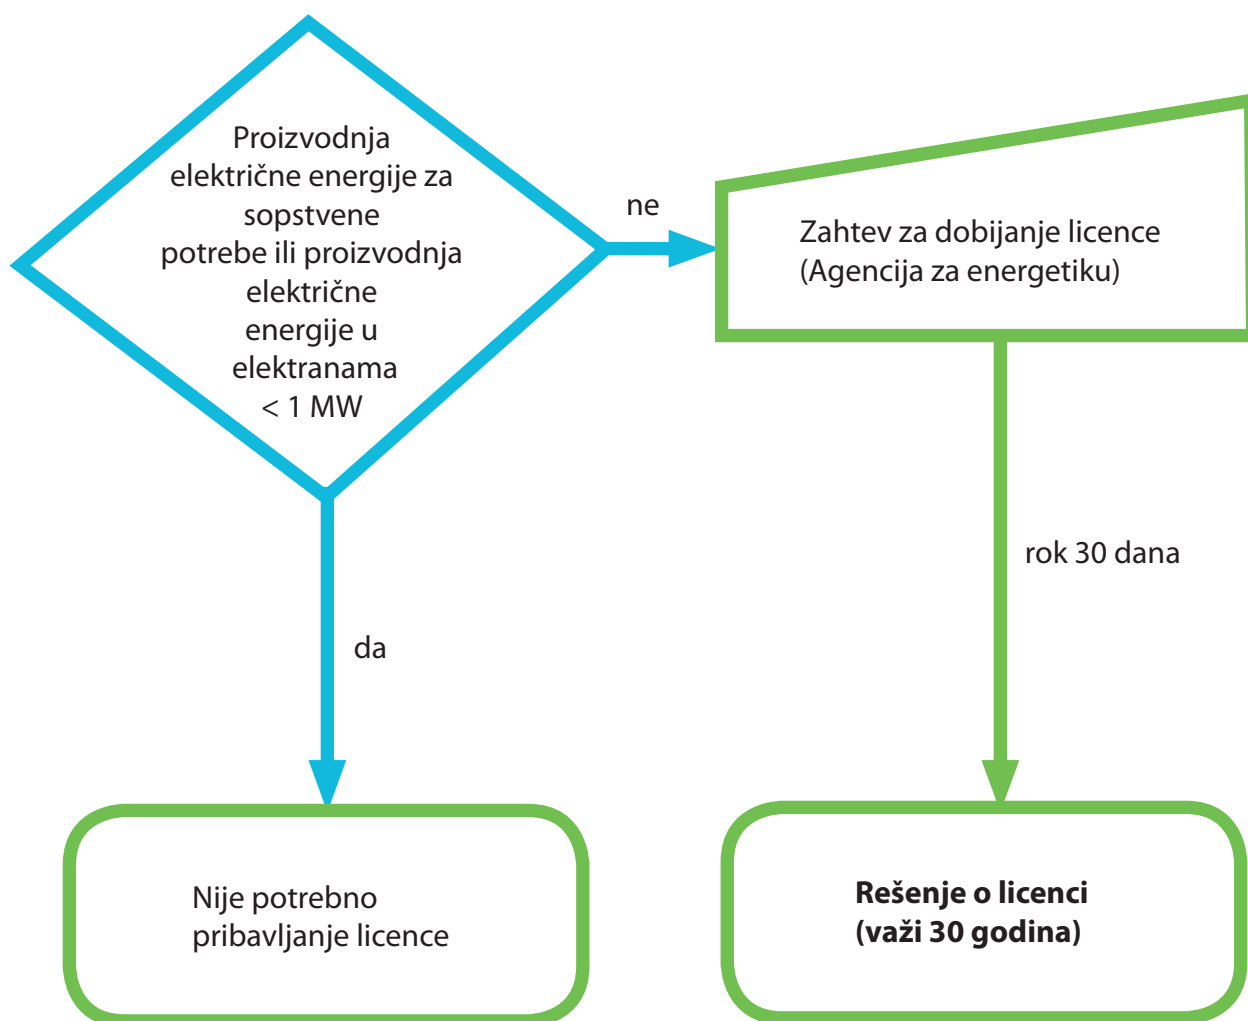 Proizvodnja
električne energije za
sopstvene
potrebe ili proizvodnja
električne
energije u
elektranama
< 1 MW
ne
Zahtev za dobijanje licence
(Agencija za energetiku)
rok 30 dana
da
Nije potrebno
pribavljanje licence
Rešenje o licenci
(važi 30 godina)